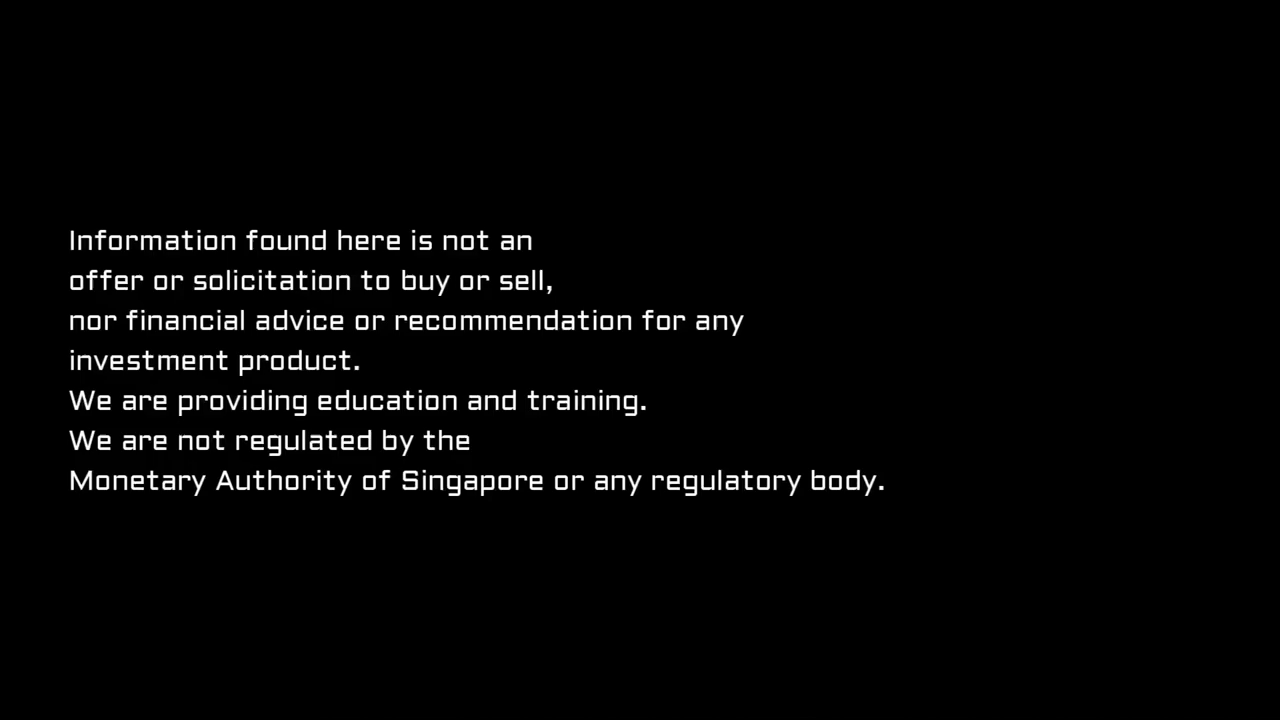 Information found here is not an
offer or solicitation to buy or sell,
nor financial advice or recommendation for any
investment product.
We are providing education and training.
We are not regulated by the
Monetary Authority of Singapore or any regulatory body.